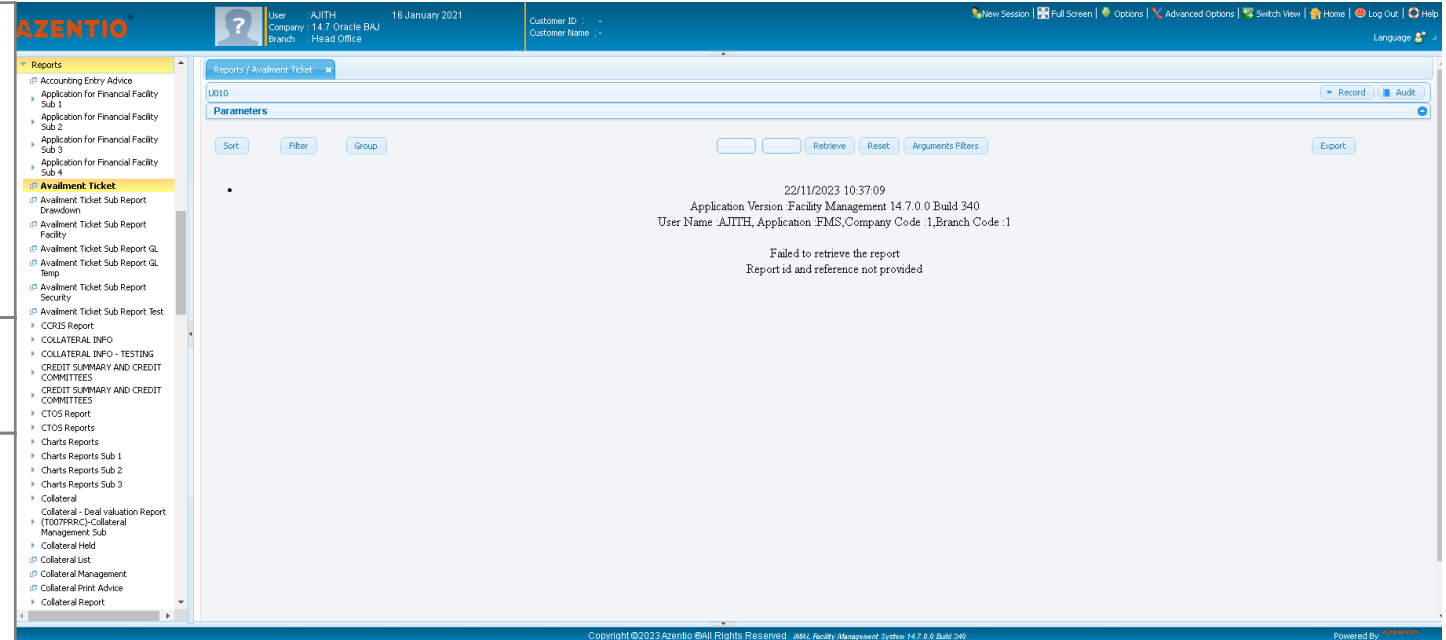 AZENTIO
User : AJITH 16 January 2021
Company : 14.7 Oracle BAJ
Branch : Head Office
Customer ID : -
Customer Name : -
New Session | Full Screen | Options | Advanced Options | Switch View | Home | Log Out | Help
Language
Reports
Accounting Entry Advice
Application for Financial Facility
Sub 1
Application for Financial Facility
Sub 2
Application for Financial Facility
Sub 3
Application for Financial Facility
Sub 4
Availment Ticket
Availment Ticket Sub Report
Drawdown
Availment Ticket Sub Report
Facility
Availment Ticket Sub Report GL
Availment Ticket Sub Report GL
Temp
Availment Ticket Sub Report
Security
Availment Ticket Sub Report Test
CCRIS Report
COLLATERAL INFO
COLLATERAL INFO - TESTING
CREDIT SUMMARY AND CREDIT
COMMITTEES
CREDIT SUMMARY AND CREDIT
COMMITTEES
CTOS Report
CTOS Reports
Charts Reports
Charts Reports Sub 1
Charts Reports Sub 2
Charts Reports Sub 3
Collateral
Collateral - Deal valuation Report
(T007PRRC)-Collateral
Management Sub
Collateral Held
Collateral List
Collateral Management
Collateral Print Advice
Collateral Report
Reports / Availment Ticket x
U010
Record Audit
Parameters
Sort Filter Group Retrieve Reset Arguments Filters Export
22/11/2023 10:37:09
Application Version :Facility Management 14.7.0.0 Build 340
User Name :AJITH, Application :FMS,Company Code :1,Branch Code :1
Failed to retrieve the report
Report id and reference not provided
Copyright ©2023 Azentio ®All Rights Reserved iMAL Facility Management System 14.7.0.0 Build 340
Powered By AZENTIO